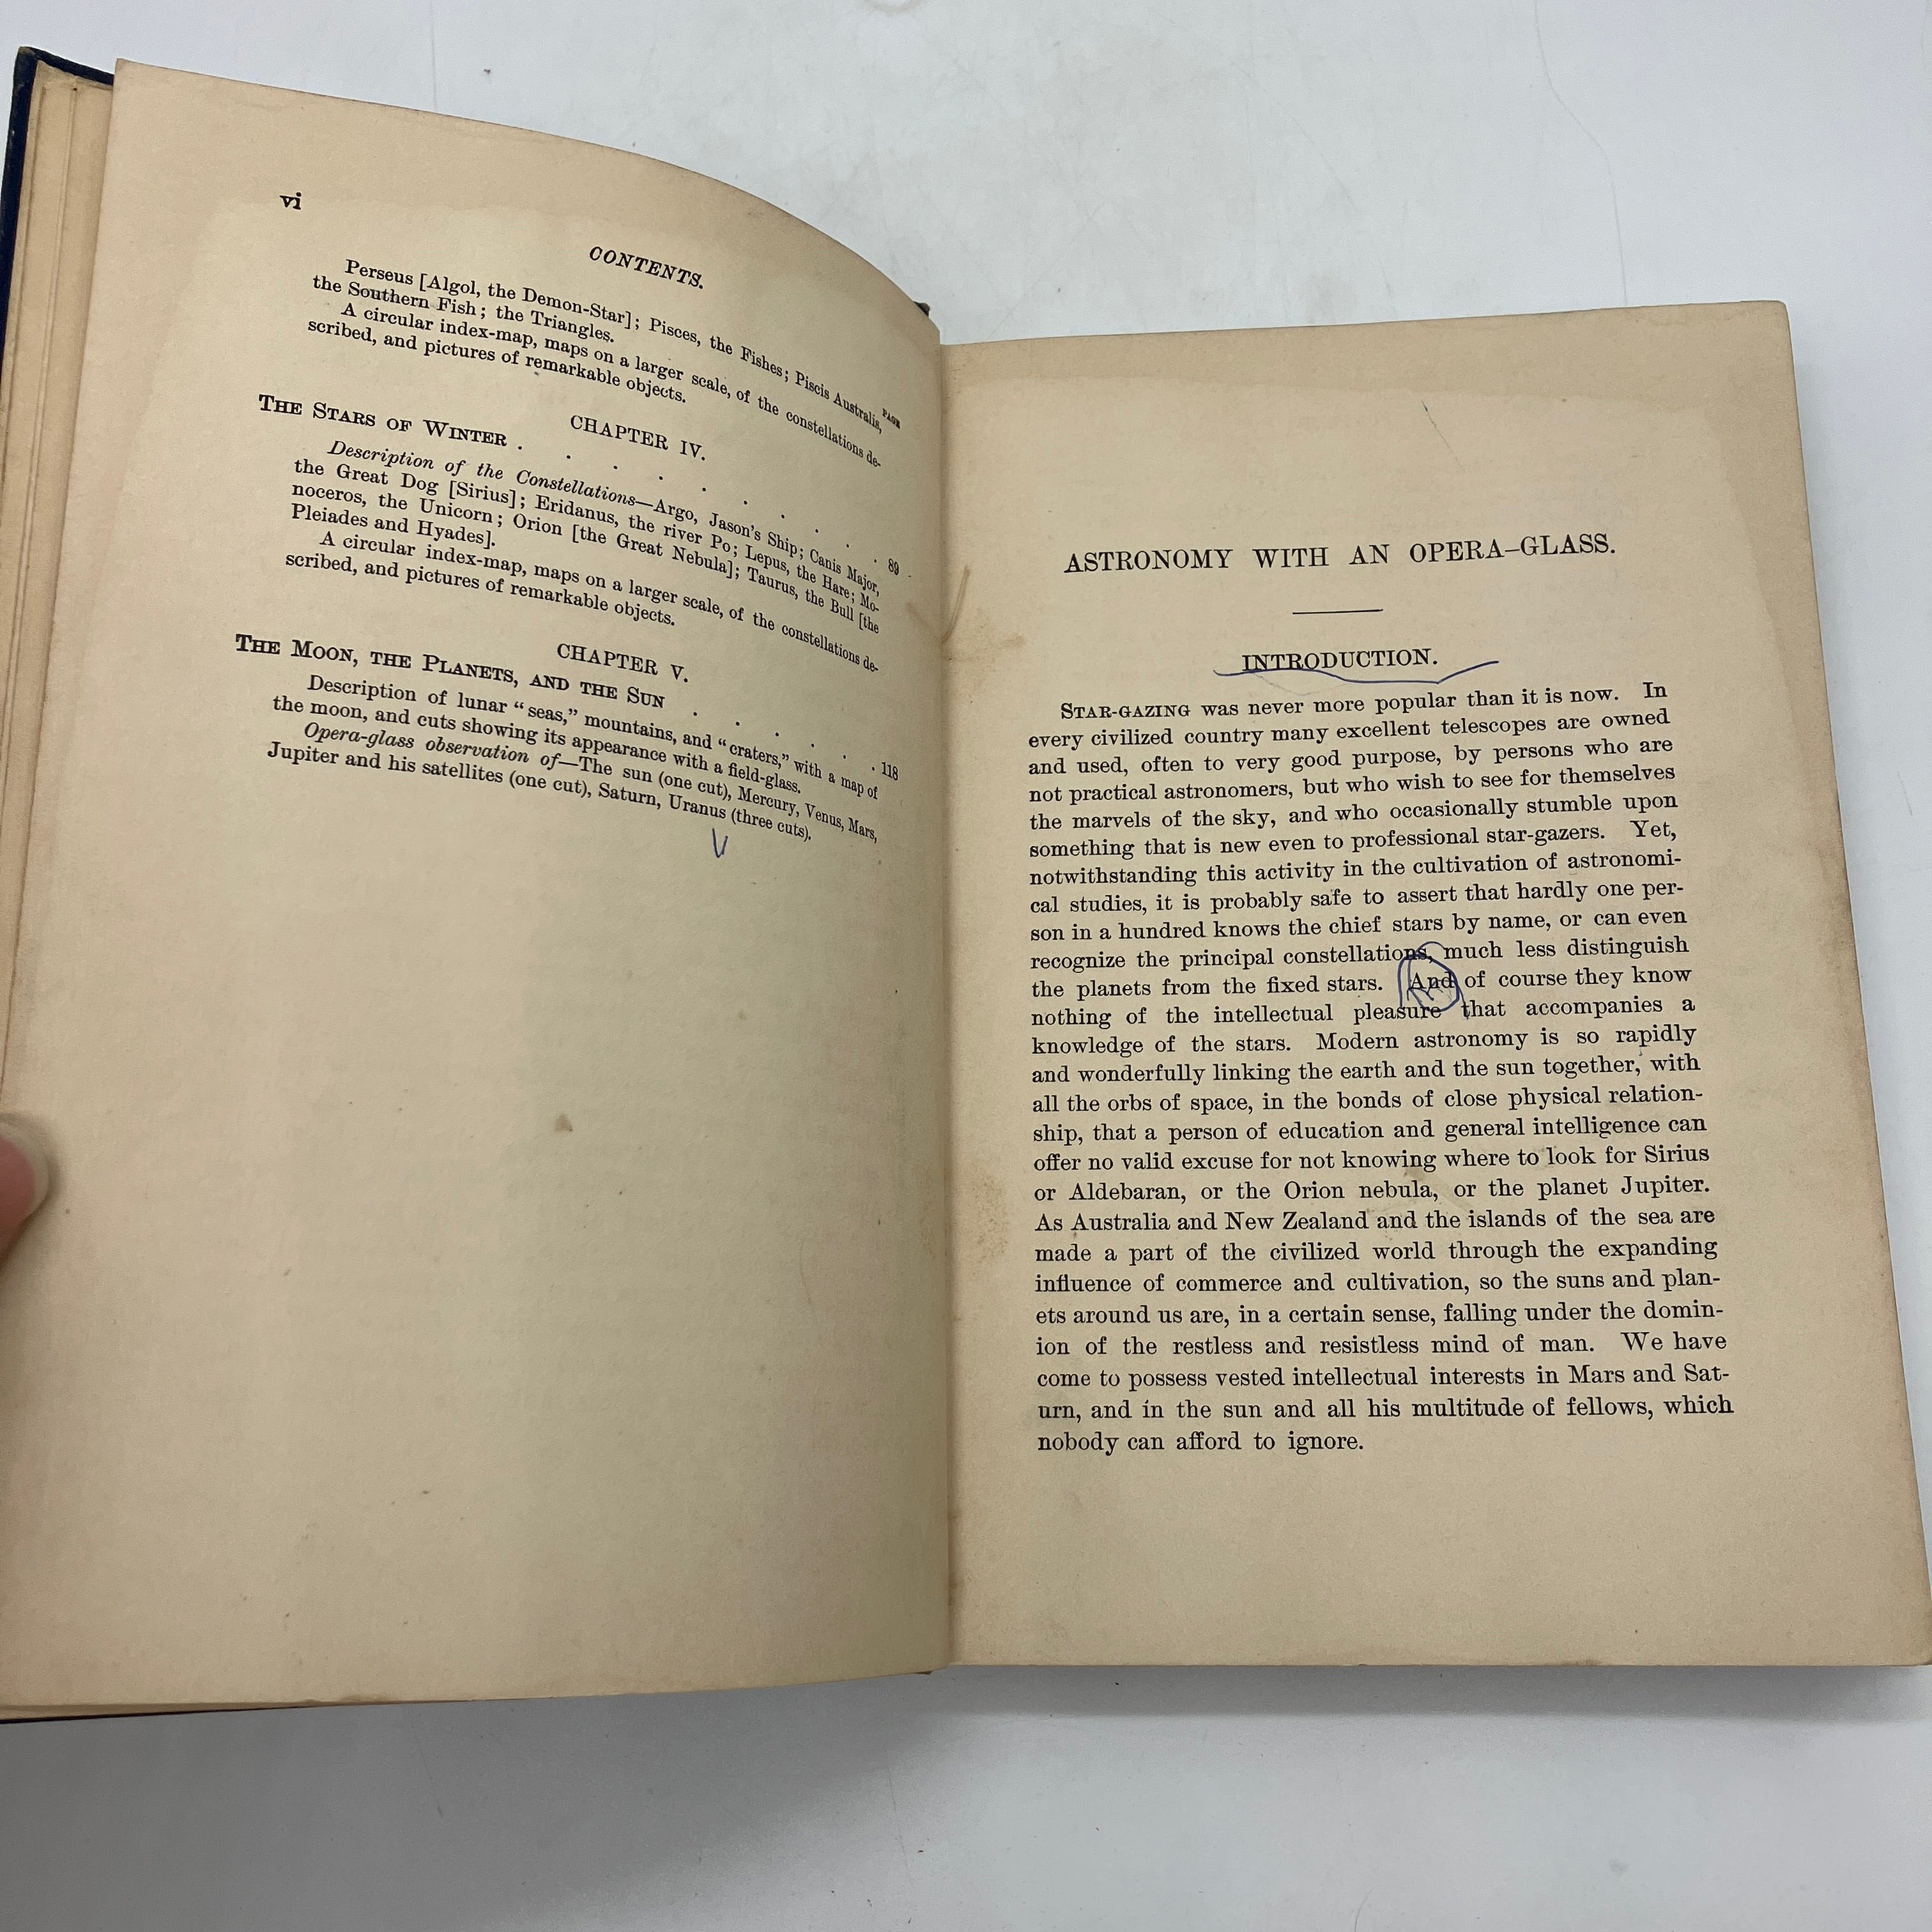 vi
CONTENTS.
PAGE
Perseus [Algol, the Demon-Star]; Pisces, the Fishes; Piscis Australis,
the Southern Fish; the Triangles.
A circular index-map, maps on a larger scale, of the constellations de-
scribed, and pictures of remarkable objects.
CHAPTER IV.
THE STARS OF WINTER . . . . . . . . . . 89
Description of the Constellations—Argo, Jason's Ship; Canis Major,
the Great Dog [Sirius]; Eridanus, the river Po; Lepus, the Hare; Mo-
noceros, the Unicorn; Orion [the Great Nebula]; Taurus, the Bull [the
Pleiades and Hyades].
A circular index-map, maps on a larger scale, of the constellations de-
scribed, and pictures of remarkable objects.
CHAPTER V.
THE MOON, THE PLANETS, AND THE SUN . . . . . . 118
Description of lunar “seas,” mountains, and “craters,” with a map of
the moon, and cuts showing its appearance with a field-glass.
Opera-glass observation of—The sun (one cut), Mercury, Venus, Mars,
Jupiter and his satellites (one cut), Saturn, Uranus (three cuts).
ASTRONOMY WITH AN OPERA-GLASS.
INTRODUCTION.
STAR-GAZING was never more popular than it is now. In
every civilized country many excellent telescopes are owned
and used, often to very good purpose, by persons who are
not practical astronomers, but who wish to see for themselves
the marvels of the sky, and who occasionally stumble upon
something that is new even to professional star-gazers. Yet,
notwithstanding this activity in the cultivation of astronomi-
cal studies, it is probably safe to assert that hardly one per-
son in a hundred knows the chief stars by name, or can even
recognize the principal constellations, much less distinguish
the planets from the fixed stars. And of course they know
nothing of the intellectual pleasure that accompanies a
knowledge of the stars. Modern astronomy is so rapidly
and wonderfully linking the earth and the sun together, with
all the orbs of space, in the bonds of close physical relation-
ship, that a person of education and general intelligence can
offer no valid excuse for not knowing where to look for Sirius
or Aldebaran, or the Orion nebula, or the planet Jupiter.
As Australia and New Zealand and the islands of the sea are
made a part of the civilized world through the expanding
influence of commerce and cultivation, so the suns and plan-
ets around us are, in a certain sense, falling under the domin-
ion of the restless and resistless mind of man. We have
come to possess vested intellectual interests in Mars and Sat-
urn, and in the sun and all his multitude of fellows, which
nobody can afford to ignore.